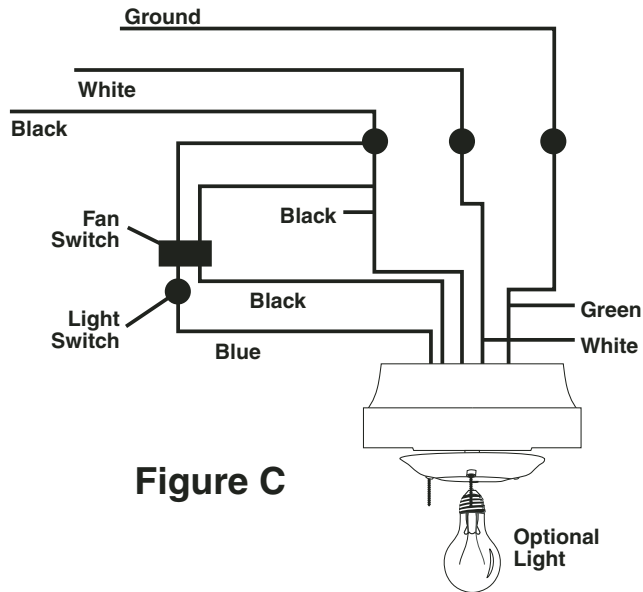 Ground
White
Black
Black
Fan
Switch
Black
Light
Switch
Green
Blue
White
Figure C
Optional
Light